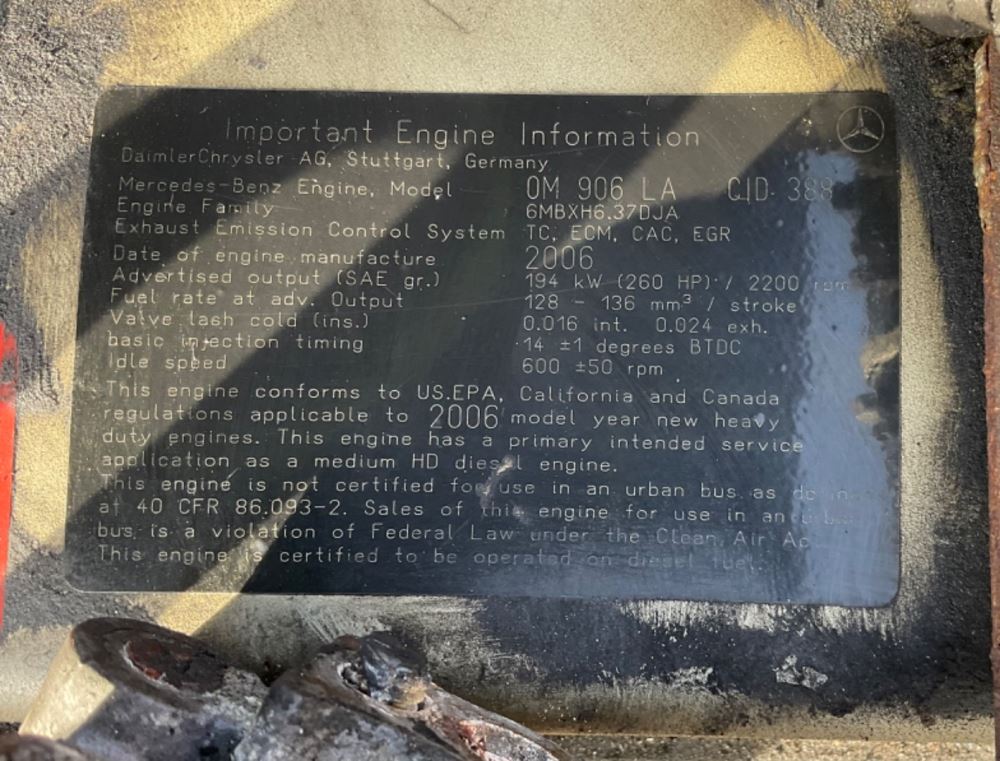 Important Engine Information
DaimlerChrysler AG, Stuttgart, Germany
Mercedes-Benz Engine, Model OM 906 LA CID 388
Engine Family 6MBXH6.37DJA
Exhaust Emission Control System TC, ECM, CAC, EGR
Date of engine manufacture 2006
Advertised output (SAE gr.) 194 kW (260 HP) / 2200 rpm
Fuel rate at adv. Output 128 - 136 mm³ / stroke
Valve lash cold (ins.) 0.016 int. 0.024 exh.
basic injection timing 14 ±1 degrees BTDC
Idle speed 600 ±50 rpm
This engine conforms to US.EPA, California and Canada
regulations applicable to 2006 model year new heavy
duty engines. This engine has a primary intended service
application as a medium HD diesel engine.
This engine is not certified for use in an urban bus as
at 40 CFR 86.093-2. Sales of this engine for use in an urban
bus is a violation of Federal Law under the Clean Air
This engine is certified to be operated on diesel fuel.